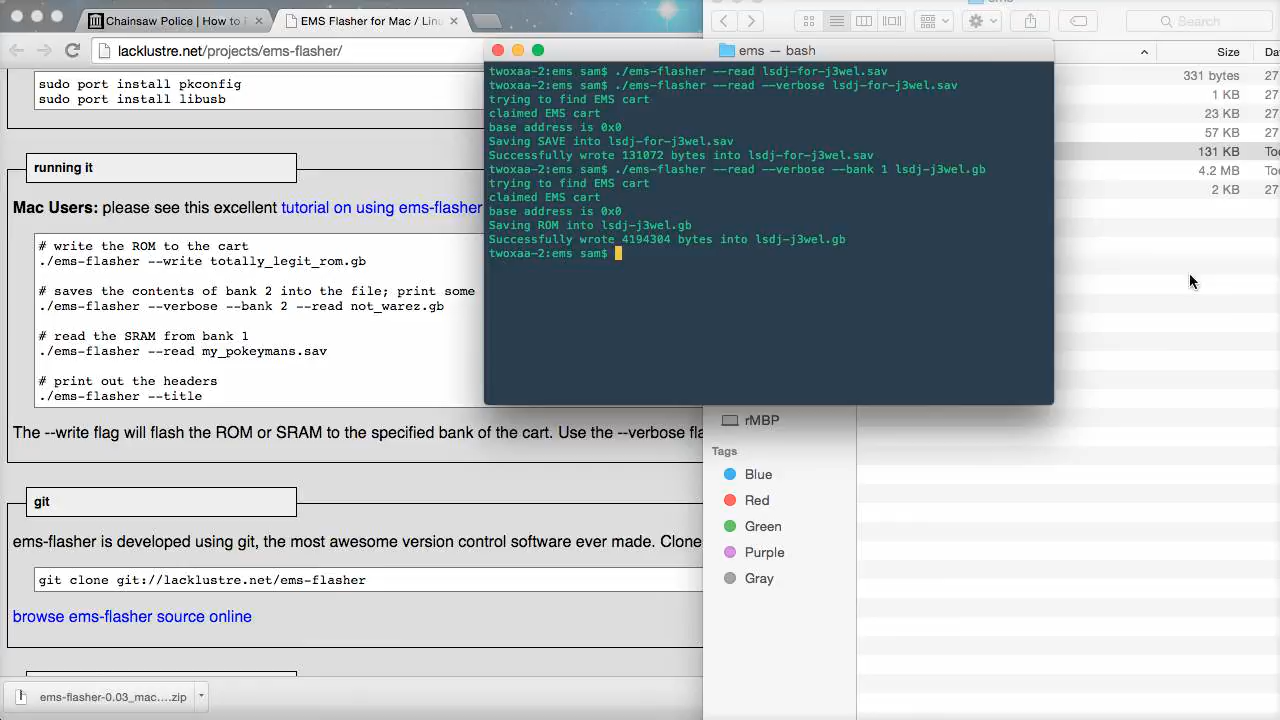 Chainsaw Police | How to
EMS Flasher for Mac / Linu
lacklustre.net/projects/ems-flasher/
sudo port install pkconfig
sudo port install libusb
running it
Mac Users: please see this excellent tutorial on using ems-flasher
# write the ROM to the cart
./ems-flasher --write totally_legit_rom.gb
# saves the contents of bank 2 into the file; print some
./ems-flasher --verbose --bank 2 --read not_warez.gb
# read the SRAM from bank 1
./ems-flasher --read my_pokeymans.sav
# print out the headers
./ems-flasher --title
The --write flag will flash the ROM or SRAM to the specified bank of the cart. Use the --verbose fla
git
ems-flasher is developed using git, the most awesome version control software ever made. Clone
git clone git://lacklustre.net/ems-flasher
browse ems-flasher source online
ems-flasher-0.03_mac....zip
ems — bash
twoxaa-2:ems sam$ ./ems-flasher --read lsdj-for-j3wel.sav
twoxaa-2:ems sam$ ./ems-flasher --read --verbose lsdj-for-j3wel.sav
trying to find EMS cart
claimed EMS cart
base address is 0x0
Saving SAVE into lsdj-for-j3wel.sav
Successfully wrote 131072 bytes into lsdj-for-j3wel.sav
twoxaa-2:ems sam$ ./ems-flasher --read --verbose --bank 1 lsdj-j3wel.gb
trying to find EMS cart
claimed EMS cart
base address is 0x0
Saving ROM into lsdj-j3wel.gb
Successfully wrote 4194304 bytes into lsdj-j3wel.gb
twoxaa-2:ems sam$
Search
Size Da
331 bytes 27
1 KB 27
23 KB 27
57 KB 27
131 KB Too
4.2 MB Too
2 KB 27
rMBP
Tags
Blue
Red
Green
Purple
Gray